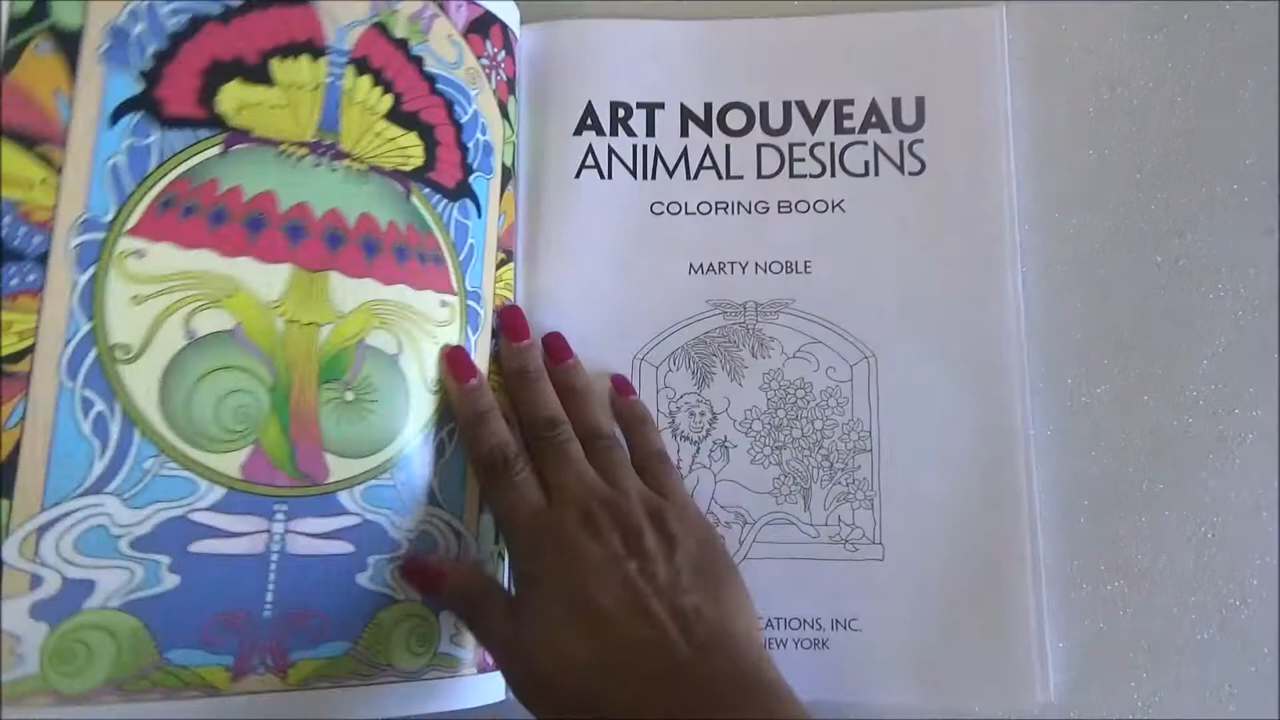 ART NOUVEAU
ANIMAL DESIGNS
COLORING BOOK
MARTY NOBLE
CATIONS, INC.
NEW YORK